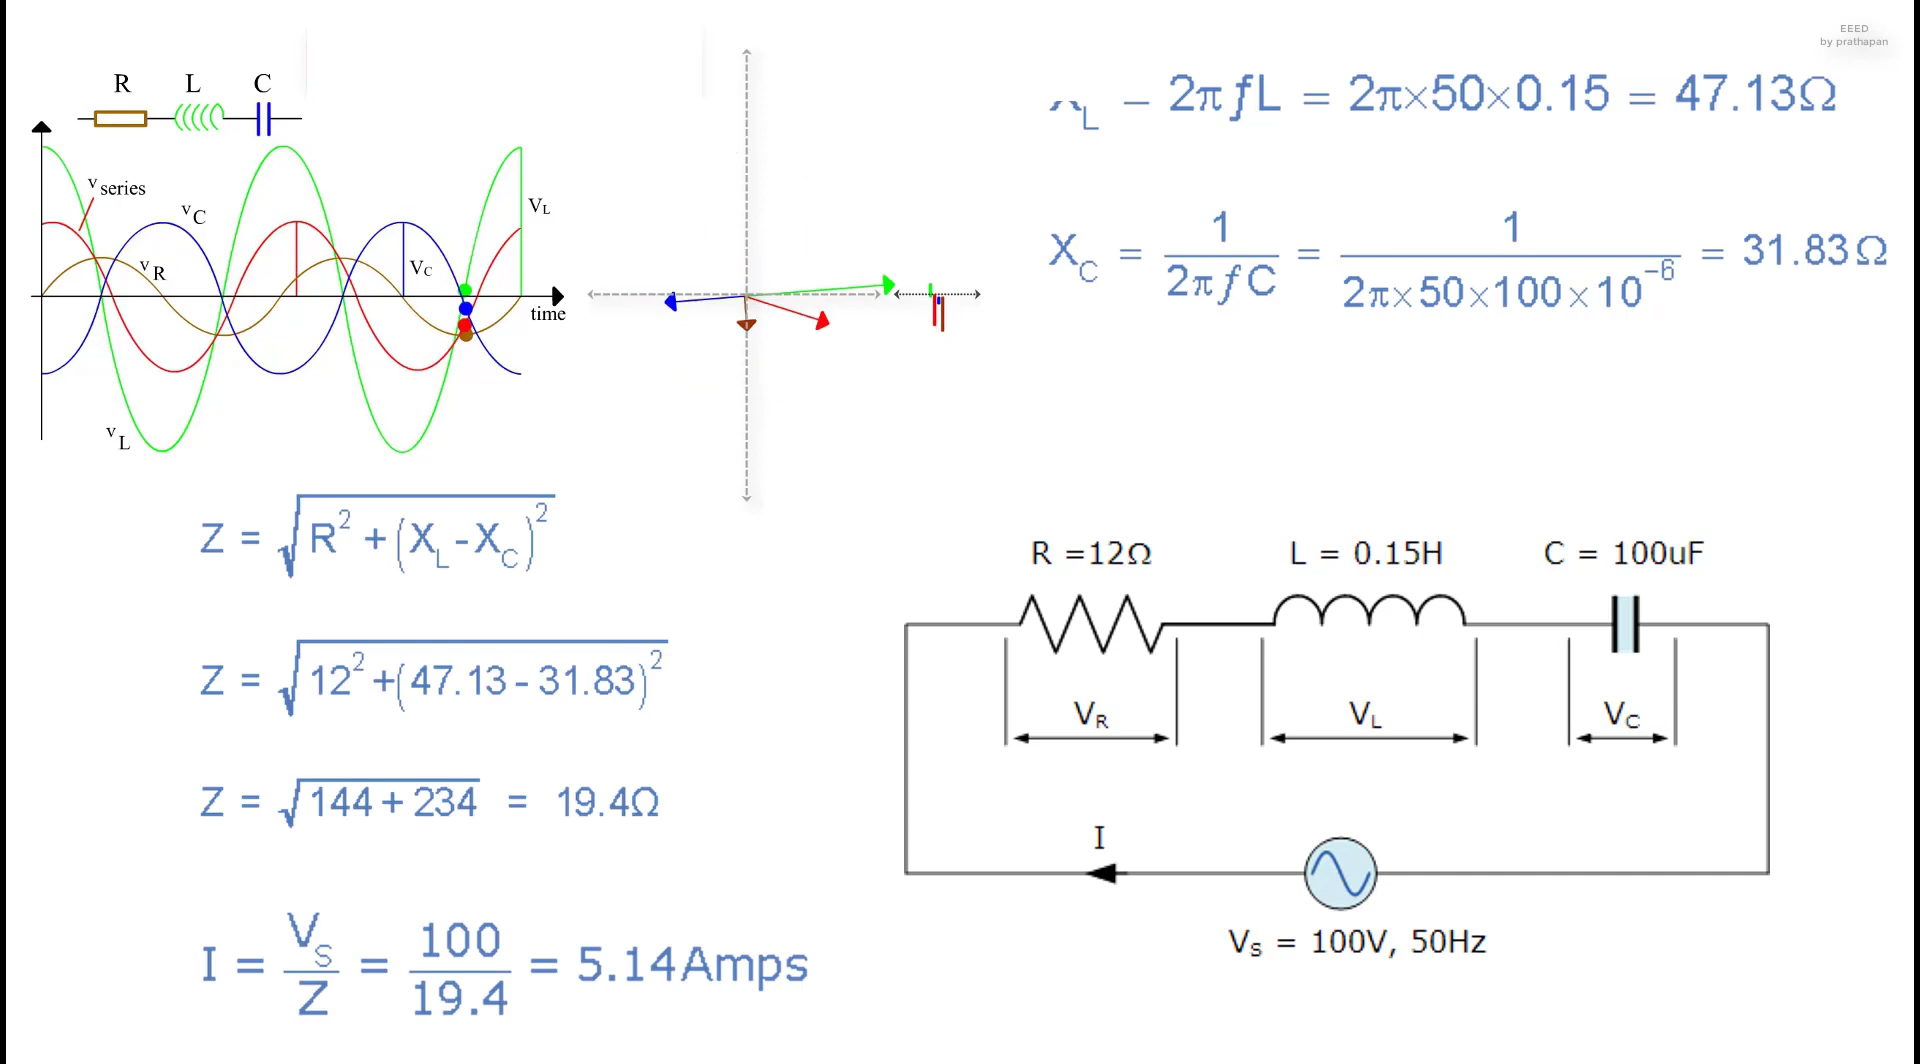 EEED
by prathapan
R L C
v series
v C
v R
V L
V C
time
v L
X L = 2πƒL = 2π×50×0.15 = 47.13Ω
X C = 1 / 2πƒC = 1 / 2π×50×100×10^-6 = 31.83Ω
Z = √R² + (X L - X C)²
Z = √12² + (47.13 - 31.83)²
Z = √144 + 234 = 19.4Ω
I = V S / Z = 100 / 19.4 = 5.14Amps
R =12Ω L = 0.15H C = 100uF
V R V L V C
I
V S = 100V, 50Hz